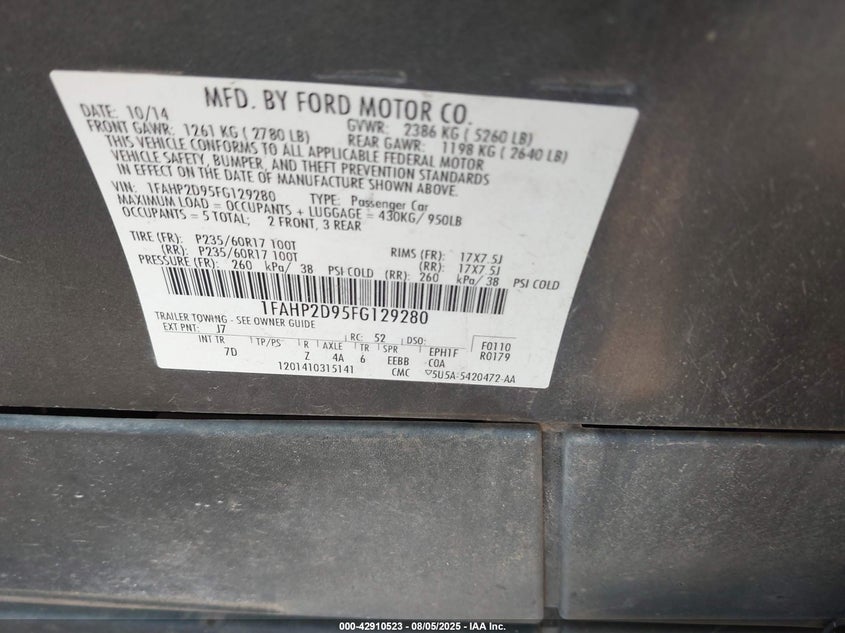 MFD. BY FORD MOTOR CO.
DATE: 10/14 GVWR: 2386 KG ( 5260 LB)
FRONT GAWR: 1261 KG ( 2780 LB) REAR GAWR: 1198 KG ( 2640 LB)
THIS VEHICLE CONFORMS TO ALL APPLICABLE FEDERAL MOTOR
VEHICLE SAFETY, BUMPER, AND THEFT PREVENTION STANDARDS
IN EFFECT ON THE DATE OF MANUFACTURE SHOWN ABOVE.
VIN: 1FAHP2D95FG129280 TYPE: Passenger Car
MAXIMUM LOAD = OCCUPANTS + LUGGAGE = 430KG/ 950LB
OCCUPANTS = 5 TOTAL; 2 FRONT, 3 REAR
TIRE (FR): P235/60R17 100T RIMS (FR): 17X7.5J
(RR): P235/60R17 100T (RR): 17X7.5J
PRESSURE (FR): 260 kPa/ 38 PSI COLD (RR): 260 kPa/ 38 PSI COLD
1FAHP2D95FG129280
TRAILER TOWING - SEE OWNER GUIDE
EXT PNT: J7 RC: 52 DSO: F0110
R0179
INT TR TP/PS R AXLE TR SPR EPH1F
7D Z 4A 6 EEBB COA
1201410315141 CMC ▽5U5A-5420472-AA
000-42910523 - 08/05/2025 - IAA Inc.